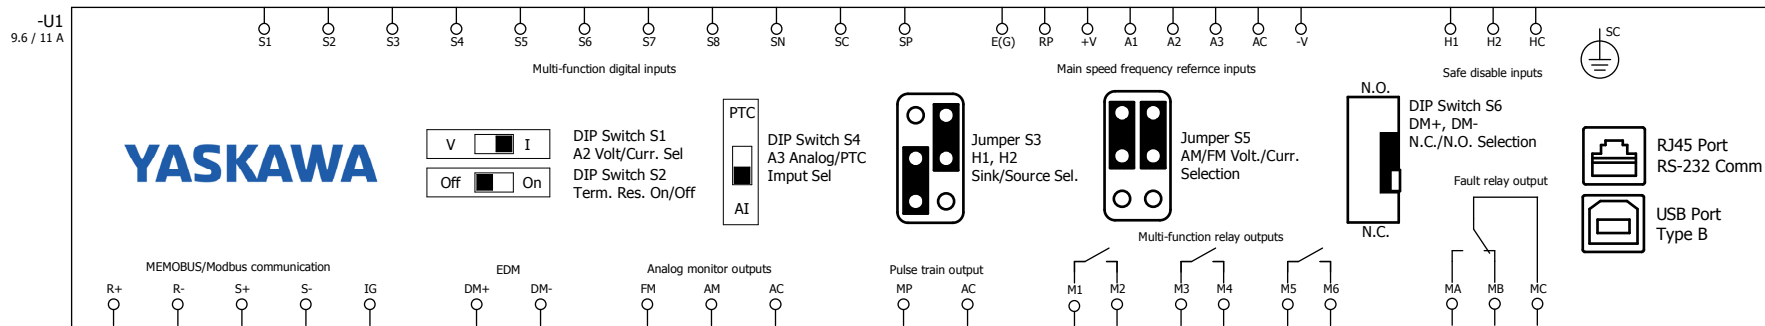 -U1
9.6 / 11 A
S1 S2 S3 S4 S5 S6 S7 S8 SN SC SP E(G) RP +V A1 A2 A3 AC -V H1 H2 HC SC
Multi-function digital inputs
Main speed frequency refernce inputs
Safe disable inputs
YASKAWA
V I
DIP Switch S1
A2 Volt/Curr. Sel
Off On
DIP Switch S2
Term. Res. On/Off
PTC
AI
DIP Switch S4
A3 Analog/PTC
Imput Sel
Jumper S3
H1, H2
Sink/Source Sel.
Jumper S5
AM/FM Volt./Curr.
Selection
N.O.
N.C.
DIP Switch S6
DM+, DM-
N.C./N.O. Selection
RJ45 Port
RS-232 Comm
USB Port
Type B
Fault relay output
Multi-function relay outputs
MEMOBUS/Modbus communication
EDM
Analog monitor outputs
Pulse train output
R+ R- S+ S- IG DM+ DM- FM AM AC MP AC M1 M2 M3 M4 M5 M6 MA MB MC